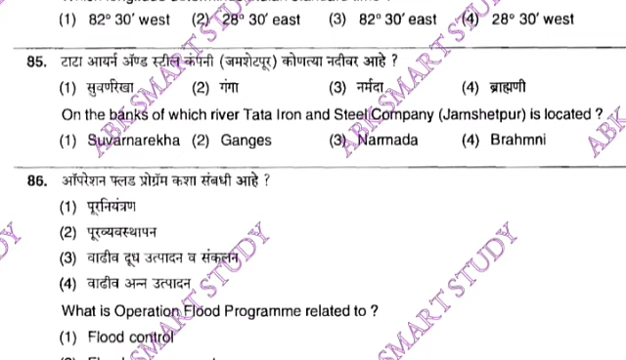 (1) 82° 30′ west (2) 28° 30′ east (3) 82° 30′ east (4) 28° 30′ west
85. टाटा आयर्न अ‍ॅण्ड स्टील कंपनी (जमशेटपूर) कोणत्या नदीवर आहे ?
(1) सुवर्णरेखा (2) गंगा (3) नर्मदा (4) ब्राह्मणी
On the banks of which river Tata Iron and Steel Company (Jamshetpur) is located ?
(1) Suvarnarekha (2) Ganges (3) Narmada (4) Brahmni
86. ऑपरेशन फ्लड प्रोग्रॅम कशा संबधी आहे ?
(1) पूरनियंत्रण
(2) पूरव्यवस्थापन
(3) वाढीव दूध उत्पादन व संकलन
(4) वाढीव अन्न उत्पादन
What is Operation Flood Programme related to ?
(1) Flood control
ABK SMART STUDY